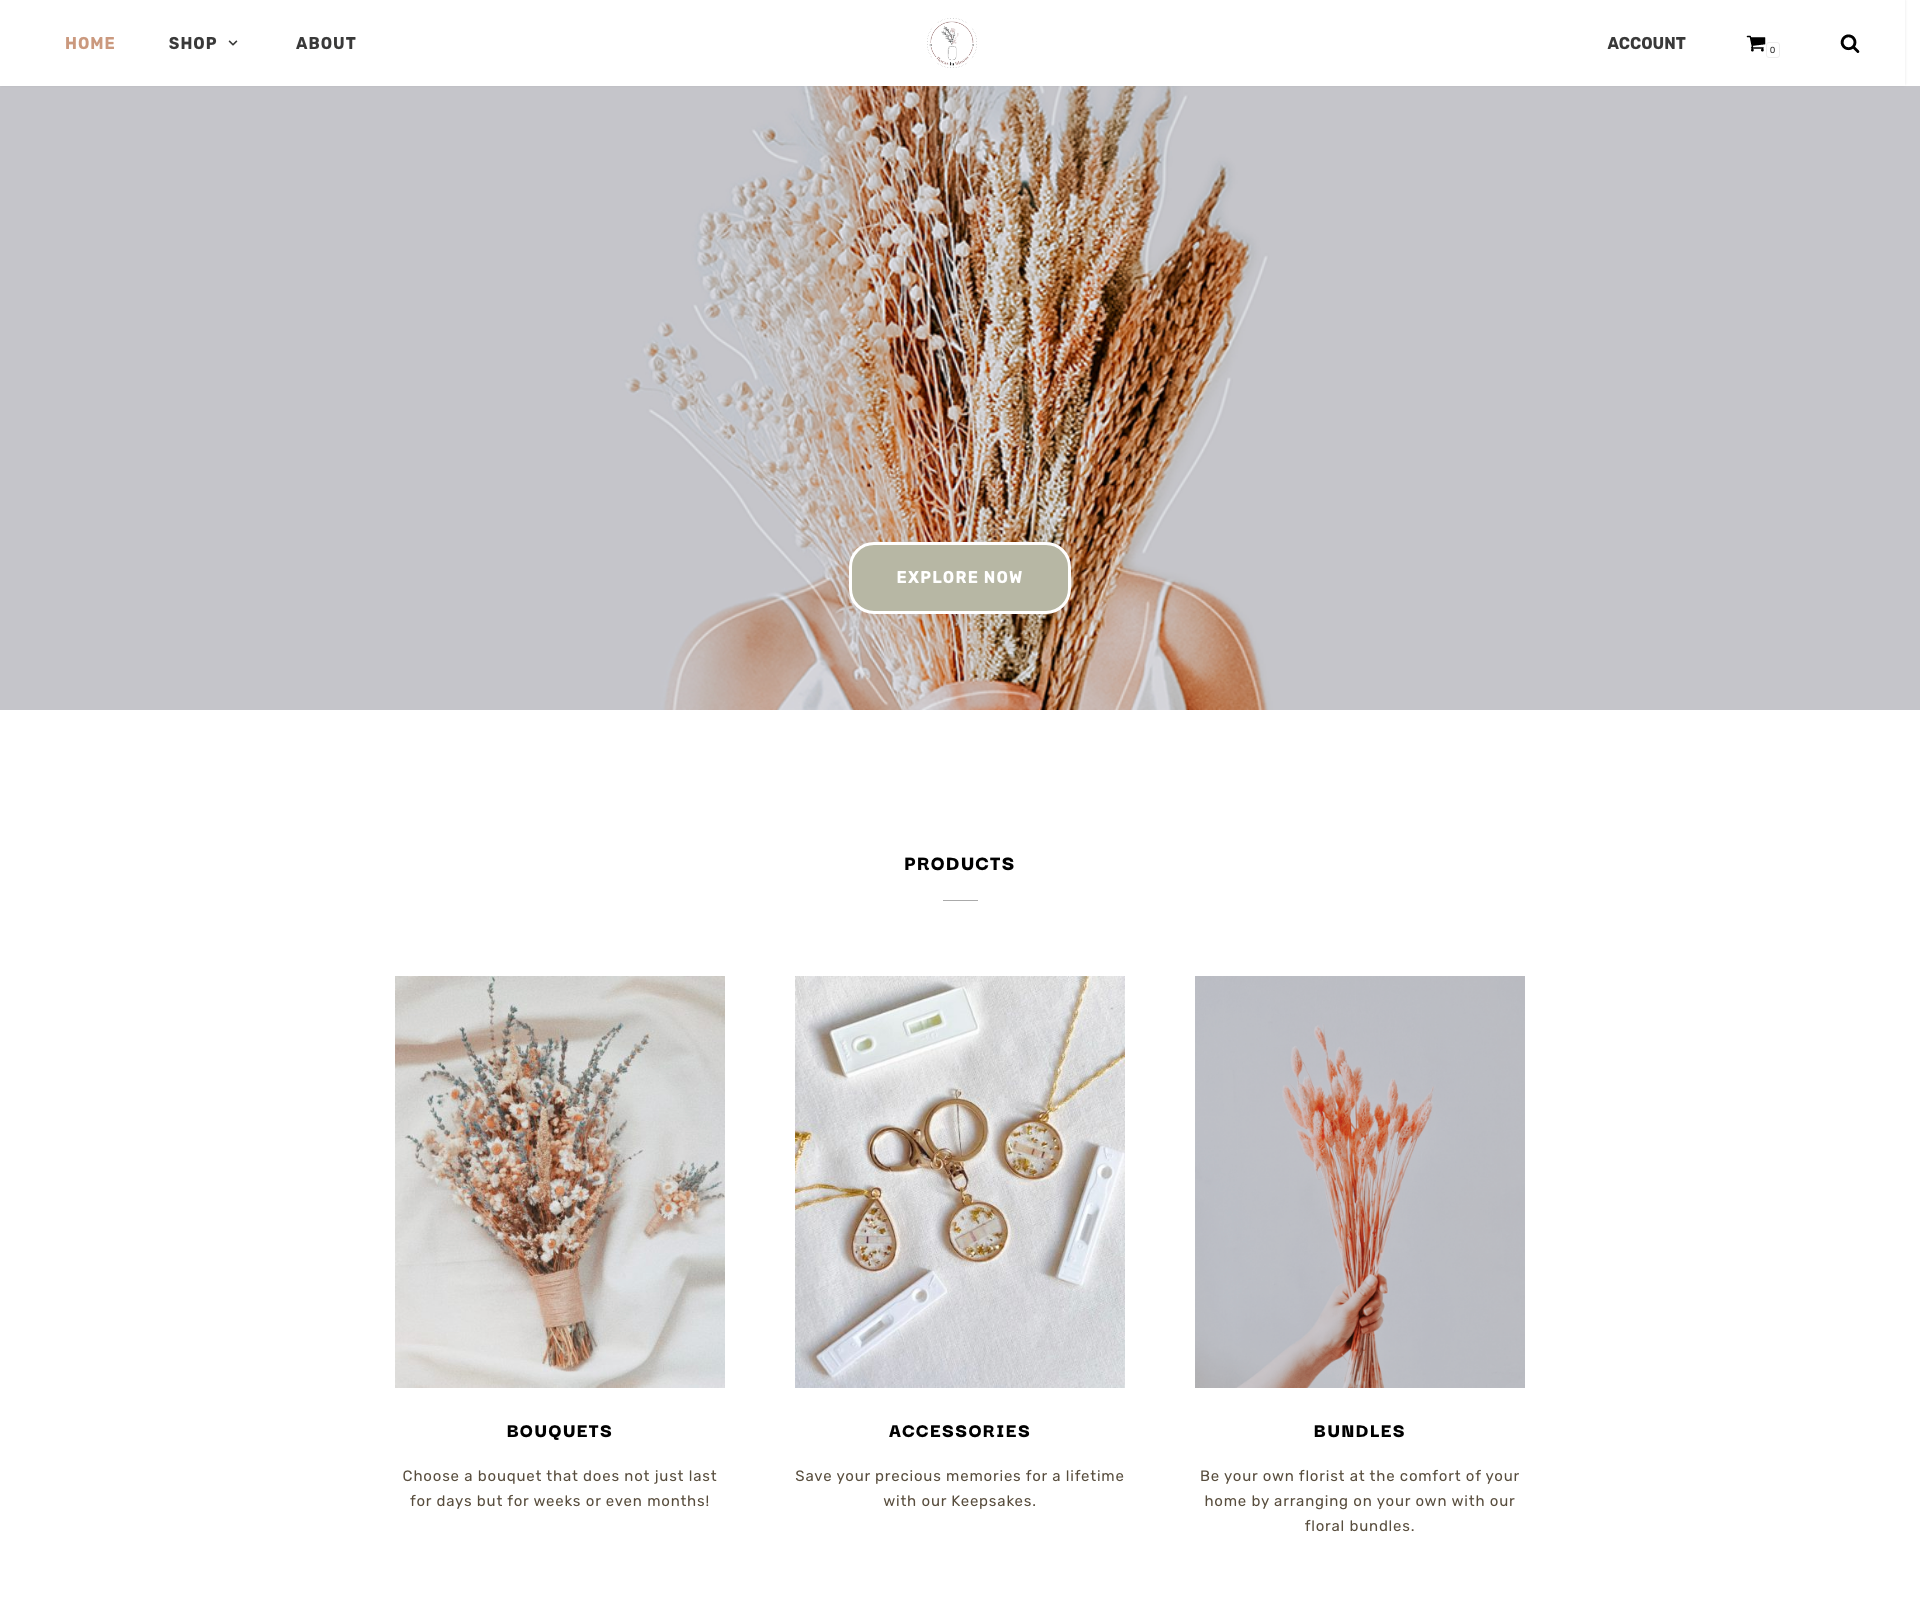 HOME
SHOP
ABOUT
ACCOUNT
0
EXPLORE NOW
PRODUCTS
BOUQUETS
Choose a bouquet that does not just last
for days but for weeks or even months!
ACCESSORIES
Save your precious memories for a lifetime
with our Keepsakes.
BUNDLES
Be your own florist at the comfort of your
home by arranging on your own with our
floral bundles.